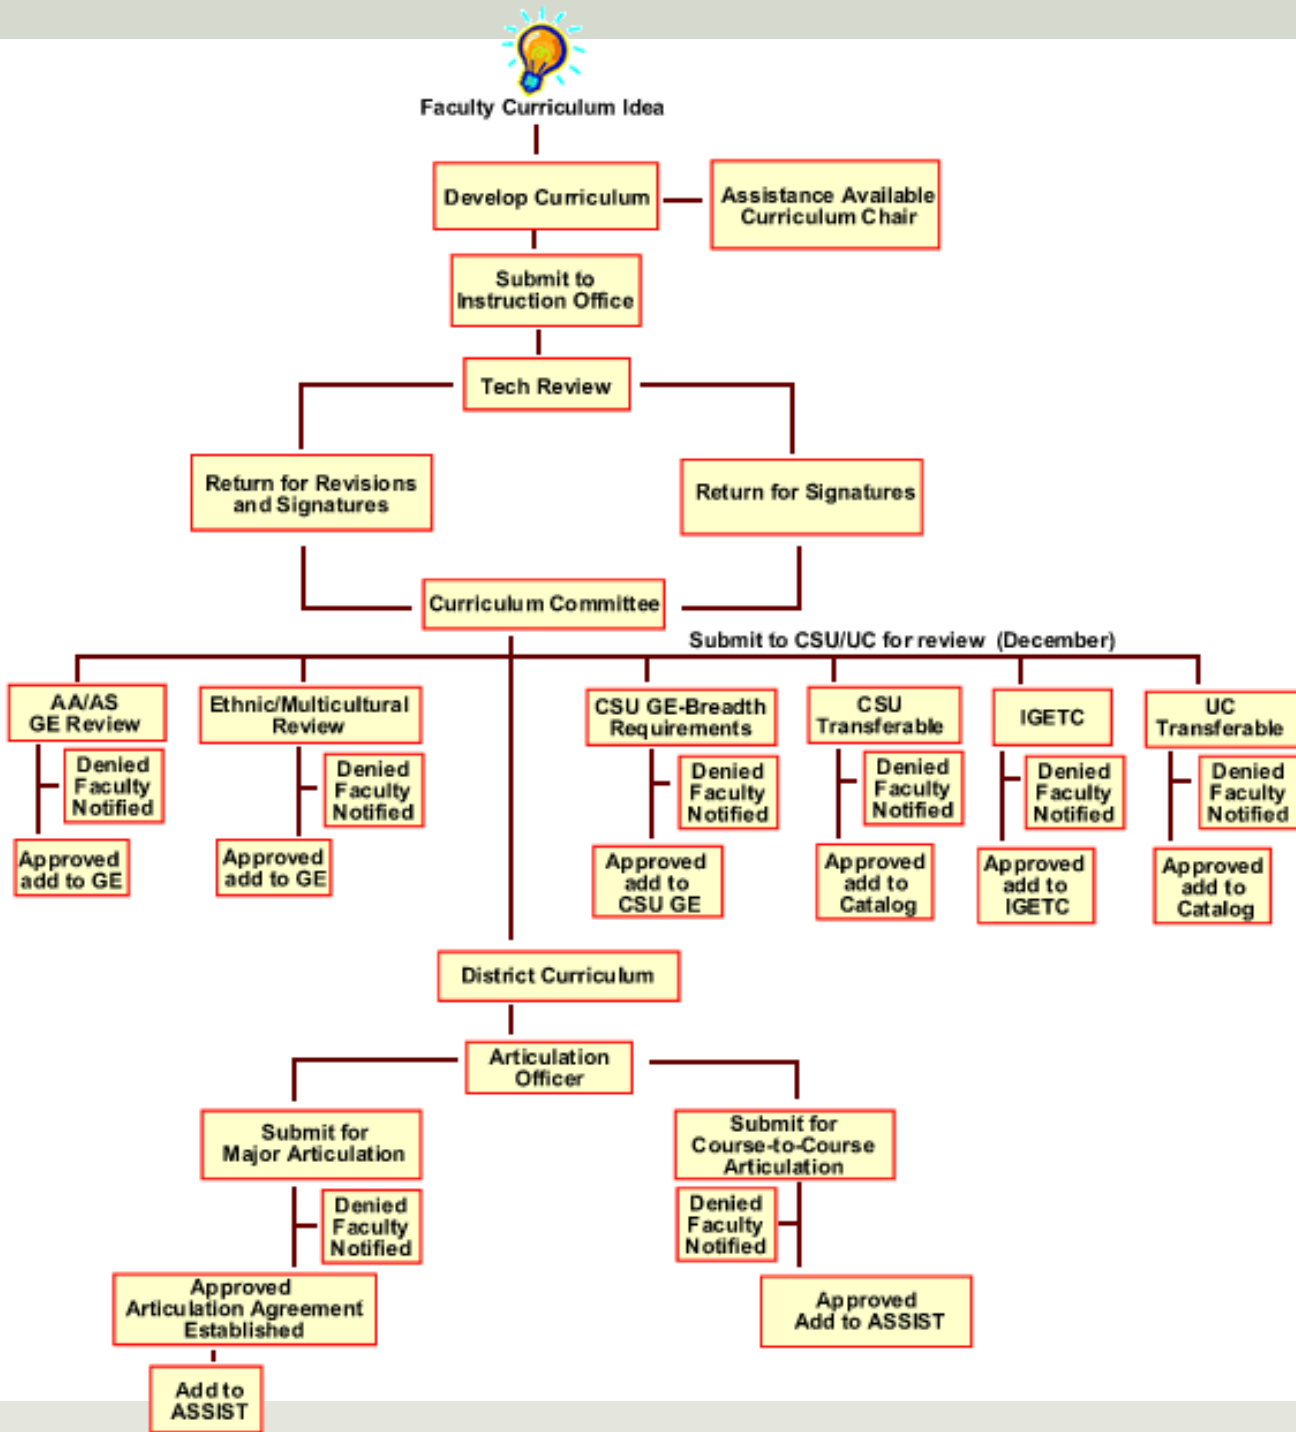 Faculty Curriculum Idea
Develop Curriculum
Assistance Available
Curriculum Chair
Submit to
Instruction Office
Tech Review
Return for Revisions
and Signatures
Return for Signatures
Curriculum Committee
Submit to CSU/UC for review (December)
AA/AS
GE Review
Denied
Faculty
Notified
Approved
add to GE
Ethnic/Multicultural
Review
Denied
Faculty
Notified
Approved
add to GE
CSU GE-Breadth
Requirements
Denied
Faculty
Notified
Approved
add to
CSU GE
CSU
Transferable
Denied
Faculty
Notified
Approved
add to
Catalog
IGETC
Denied
Faculty
Notified
Approved
add to
IGETC
UC
Transferable
Denied
Faculty
Notified
Approved
add to
Catalog
District Curriculum
Articulation
Officer
Submit for
Major Articulation
Denied
Faculty
Notified
Approved
Articulation Agreement
Established
Add to
ASSIST
Submit for
Course-to-Course
Articulation
Denied
Faculty
Notified
Approved
Add to ASSIST